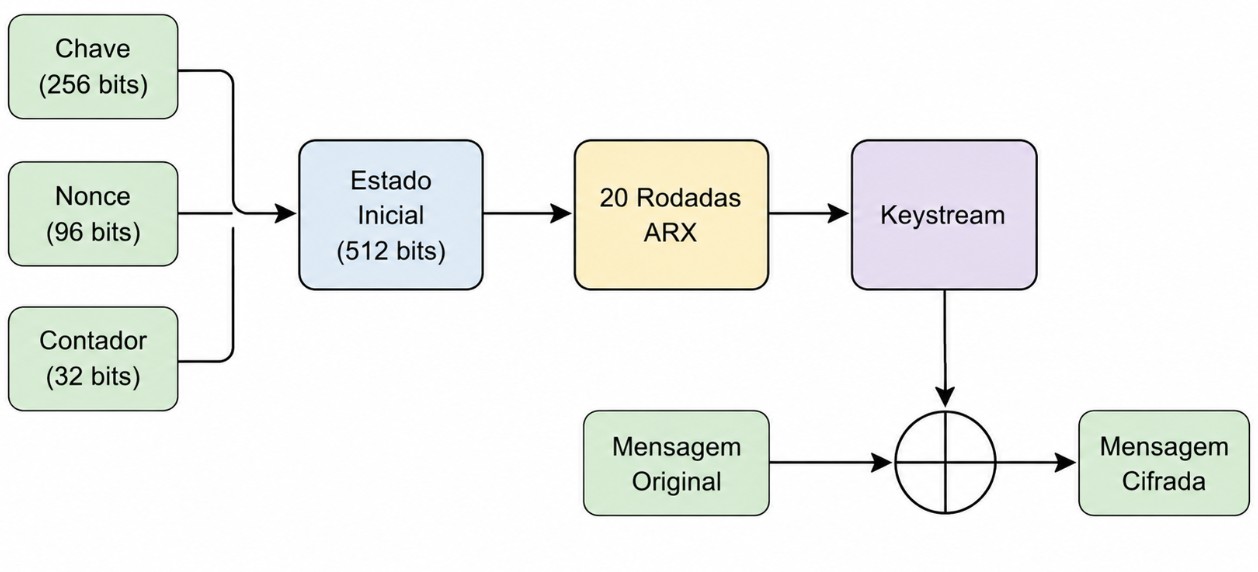 Chave
(256 bits)
Nonce
(96 bits)
Contador
(32 bits)
Estado
Inicial
(512 bits)
20 Rodadas
ARX
Keystream
Mensagem
Original
Mensagem
Cifrada